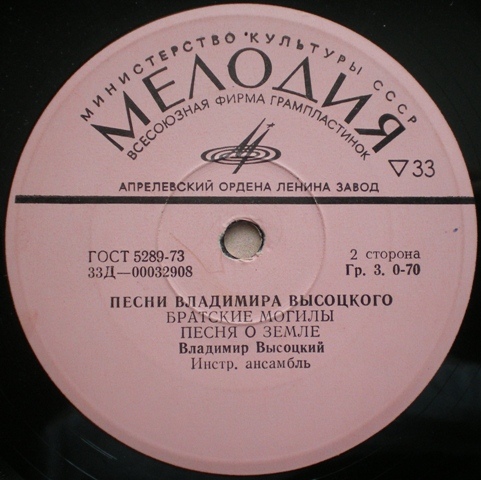 МИНИСТЕРСТВО КУЛЬТУРЫ СССР
МЕЛОДИЯ
ВСЕСОЮЗНАЯ ФИРМА ГРАМПЛАСТИНОК
▽33
АПРЕЛЕВСКИЙ ОРДЕНА ЛЕНИНА ЗАВОД
ГОСТ 5289-73
33Д—00032908
2 сторона
Гр. 3. 0-70
ПЕСНИ ВЛАДИМИРА ВЫСОЦКОГО
БРАТСКИЕ МОГИЛЫ
ПЕСНЯ О ЗЕМЛЕ
Владимир Высоцкий
Инстр. ансамбль